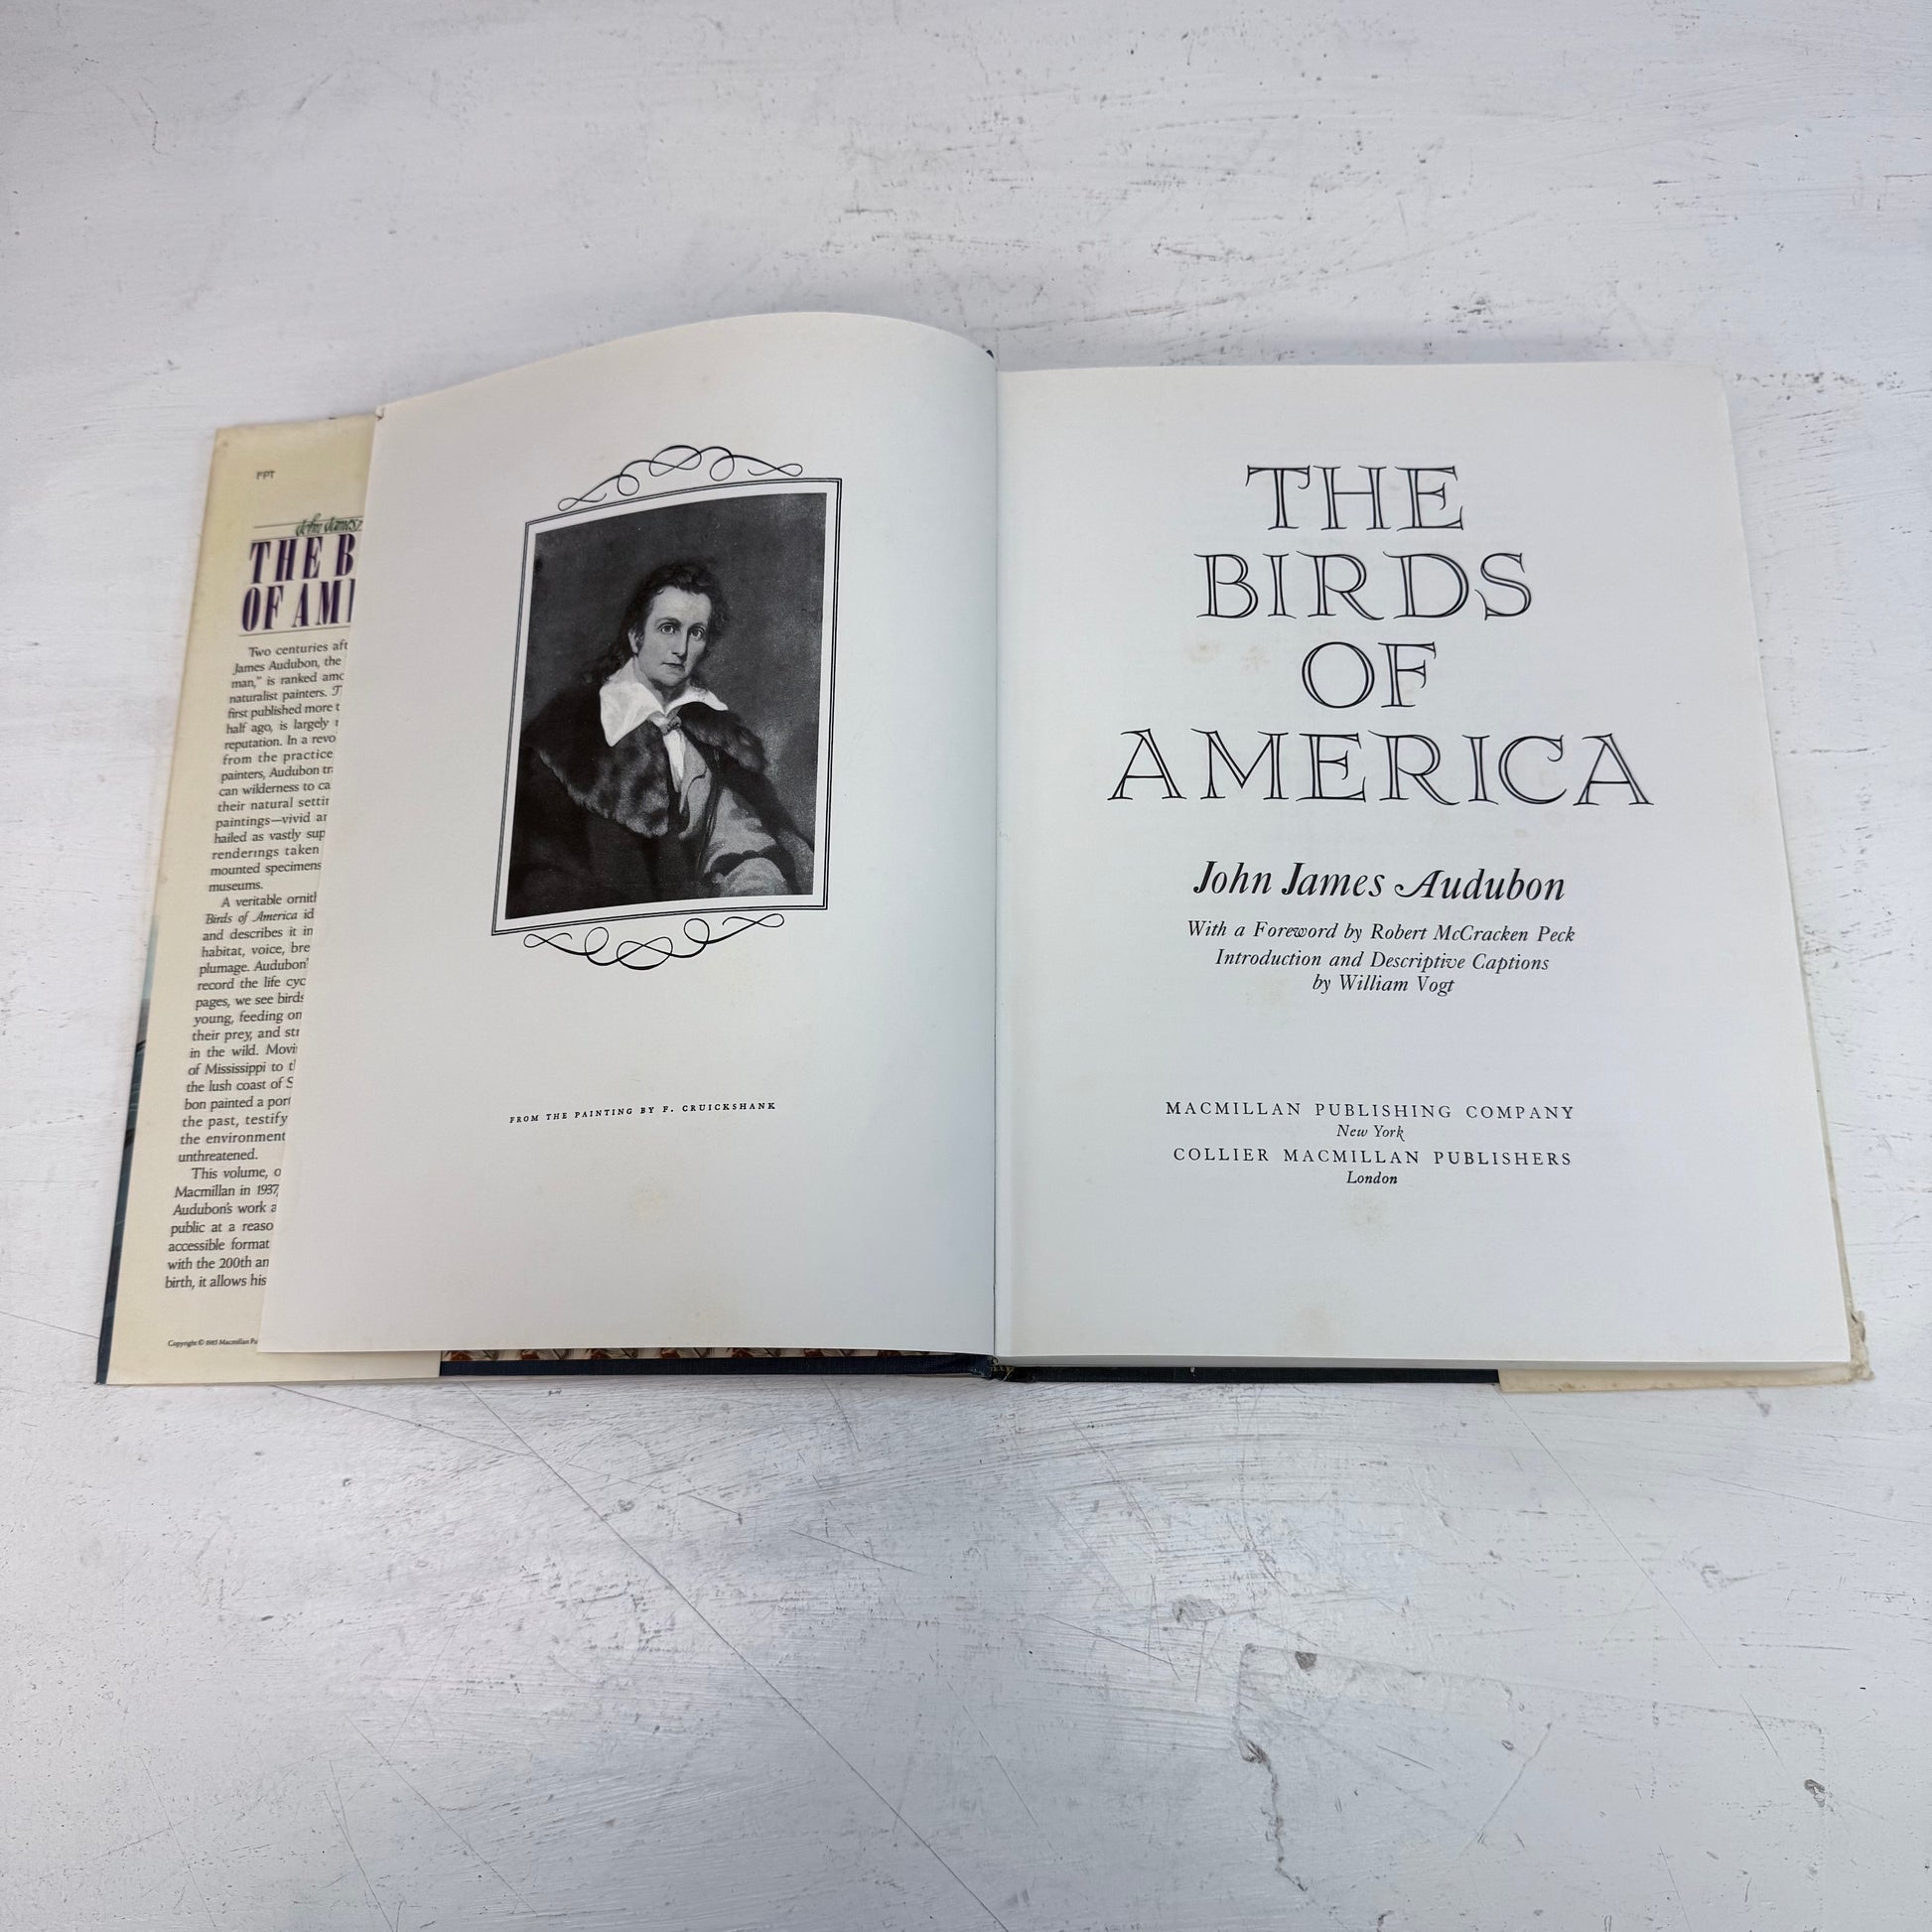 PPT
John James
THE B
OF AM
Two centuries aft
James Audubon, the
man," is ranked amo
naturalist painters. T
first published more t
half ago, is largely r
reputation. In a revo
from the practice
painters, Audubon tr
can wilderness to ca
their natural settin
paintings—vivid an
hailed as vastly sup
renderings taken
mounted specimens
museums.
A veritable ornith
Birds of America id
and describes it in
habitat, voice, bre
plumage. Audubon'
record the life cyc
pages, we see birds
young, feeding on
their prey, and str
in the wild. Movi
of Mississippi to t
the lush coast of S
bon painted a port
the past, testify
the environment
unthreatened.
This volume, o
Macmillan in 1937,
Audubon's work a
public at a reaso
accessible format
with the 200th an
birth, it allows his
Copyright © 1985 Macmillan Pu
FROM THE PAINTING BY F. CRUICKSHANK
THE
BIRDS
OF
AMERICA
John James Audubon
With a Foreword by Robert McCracken Peck
Introduction and Descriptive Captions
by William Vogt
MACMILLAN PUBLISHING COMPANY
New York
COLLIER MACMILLAN PUBLISHERS
London